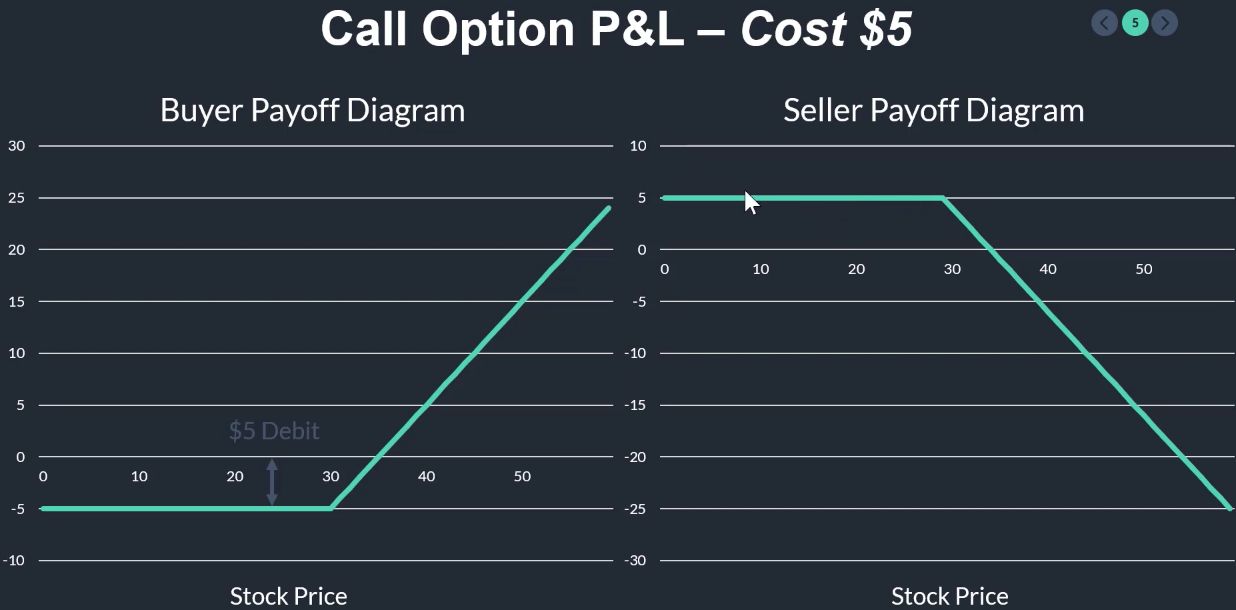 Call Option P&L – Cost $5
5
Buyer Payoff Diagram
30
25
20
15
10
5
$5 Debit
0
0 10 20 30 40 50
-5
-10
Stock Price
Seller Payoff Diagram
10
5
0
0 10 20 30 40 50
-5
-10
-15
-20
-25
-30
Stock Price